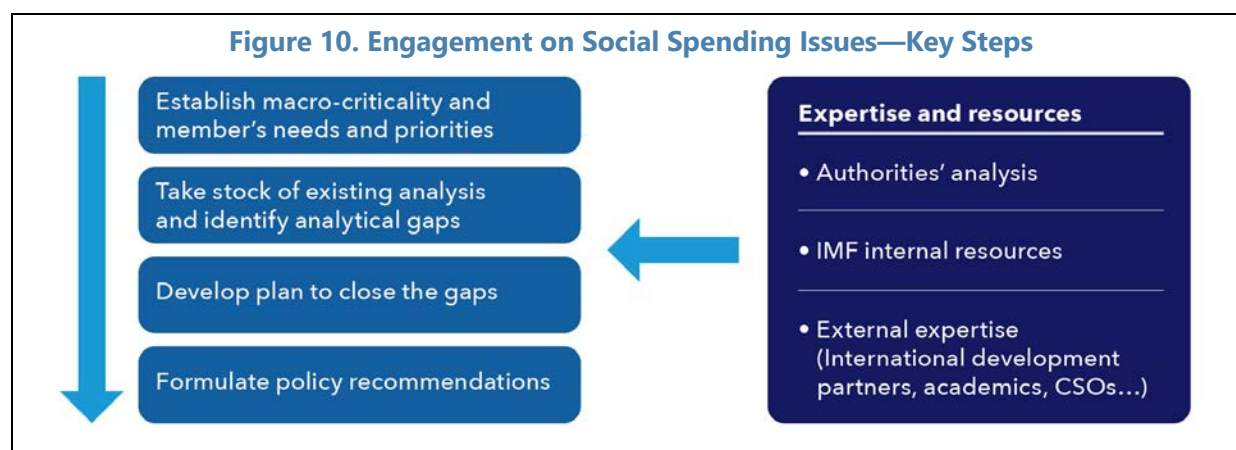 Figure 10. Engagement on Social Spending Issues—Key Steps
Establish macro-criticality and
member's needs and priorities
Take stock of existing analysis
and identify analytical gaps
Develop plan to close the gaps
Formulate policy recommendations
Expertise and resources
• Authorities' analysis
• IMF internal resources
• External expertise
(International development
partners, academics, CSOs…)